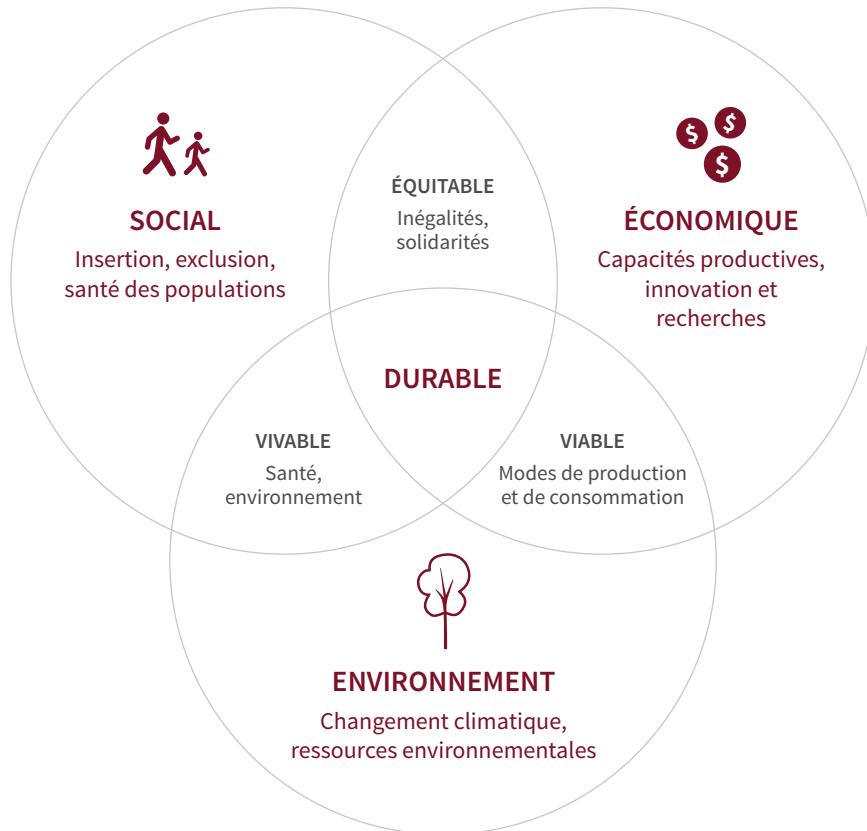 SOCIAL
Insertion, exclusion,
santé des populations
ÉQUITABLE
Inégalités,
solidarités
$
$
$
ÉCONOMIQUE
Capacités productives,
innovation et
recherches
DURABLE
VIVABLE
Santé,
environnement
VIABLE
Modes de production
et de consommation
ENVIRONNEMENT
Changement climatique,
ressources environnementales